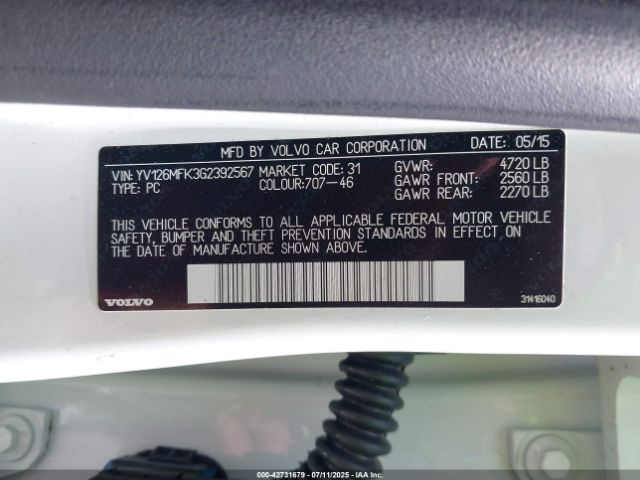 MFD BY VOLVO CAR CORPORATION DATE: 05/15
VIN: YV126MFK3G2392567 MARKET CODE: 31 GVWR: 4720 LB
TYPE: PC COLOUR:707-46 GAWR FRONT: 2560 LB
GAWR REAR: 2270 LB
THIS VEHICLE CONFORMS TO ALL APPLICABLE FEDERAL MOTOR VEHICLE
SAFETY, BUMPER AND THEFT PREVENTION STANDARDS IN EFFECT ON
THE DATE OF MANUFACTURE SHOWN ABOVE.
VOLVO 31416040
000-42731679 07/11/2025 IAAI.COM